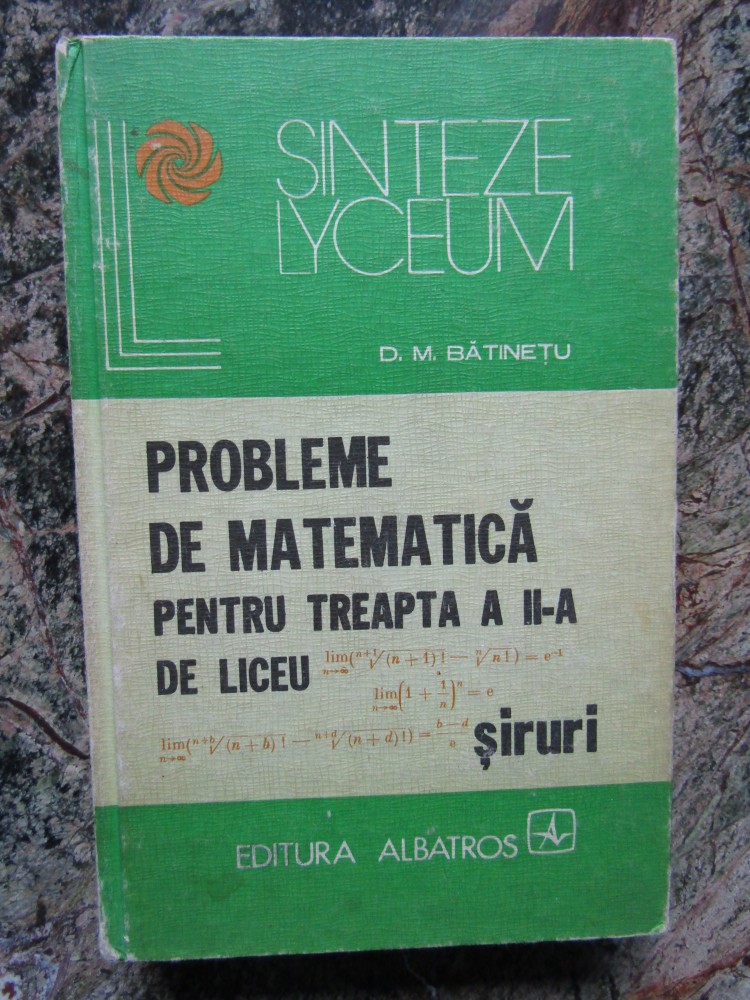 SINTEZE
LYCEUM
D. M. BĂTINEȚU
PROBLEME
DE MATEMATICĂ
PENTRU TREAPTA A II-A
DE LICEU
lim n→∞ (ⁿ⁺¹√(n + 1)! — ⁿ√n!) = e⁻¹
lim n→∞ (1 + 1/n)ⁿ = e
lim n→∞ (ⁿ⁺ᵇ√(n + b)! — ⁿ⁺ᵈ√(n + d)!) = (b — d)/e
șiruri
EDITURA ALBATROS